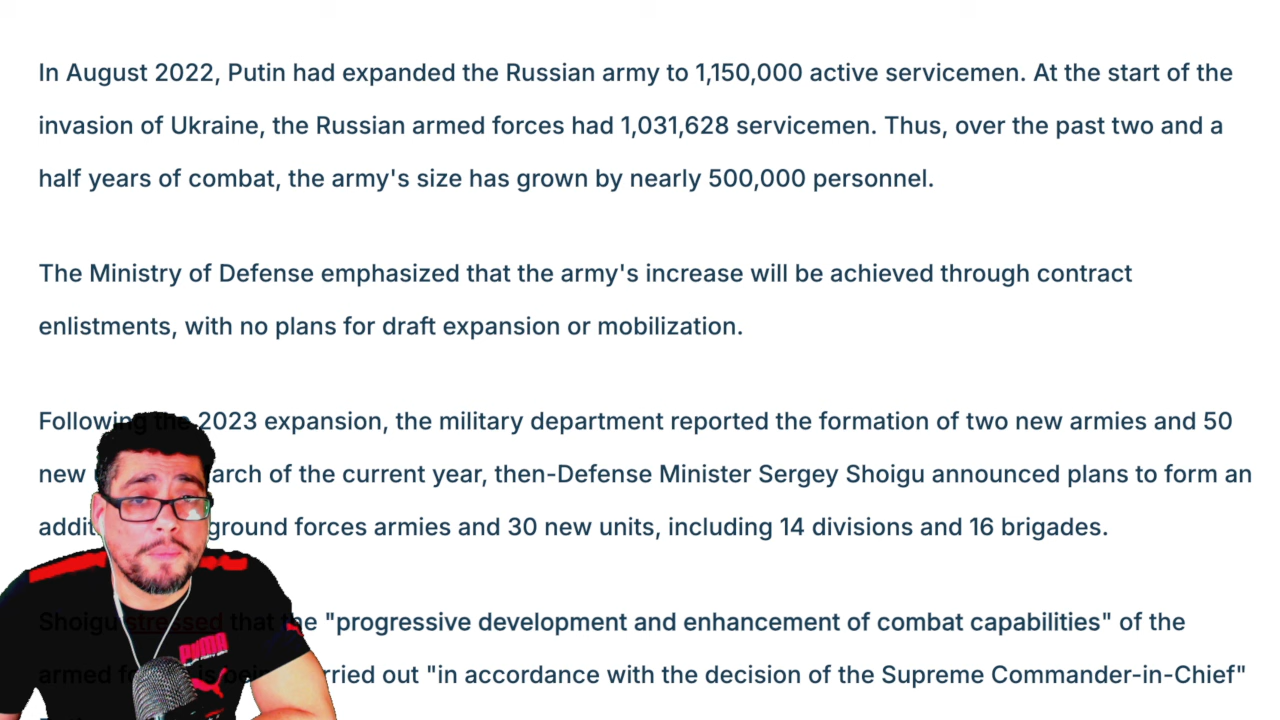 In August 2022, Putin had expanded the Russian army to 1,150,000 active servicemen. At the start of the
invasion of Ukraine, the Russian armed forces had 1,031,628 servicemen. Thus, over the past two and a
half years of combat, the army's size has grown by nearly 500,000 personnel.
The Ministry of Defense emphasized that the army's increase will be achieved through contract
enlistments, with no plans for draft expansion or mobilization.
Following the 2023 expansion, the military department reported the formation of two new armies and 50
new of the current year, then-Defense Minister Sergey Shoigu announced plans to form an
ground forces armies and 30 new units, including 14 divisions and 16 brigades.
Shoigu stressed that the "progressive development and enhancement of combat capabilities" of the
armed out "in accordance with the decision of the Supreme Commander-in-Chief"
PUMA